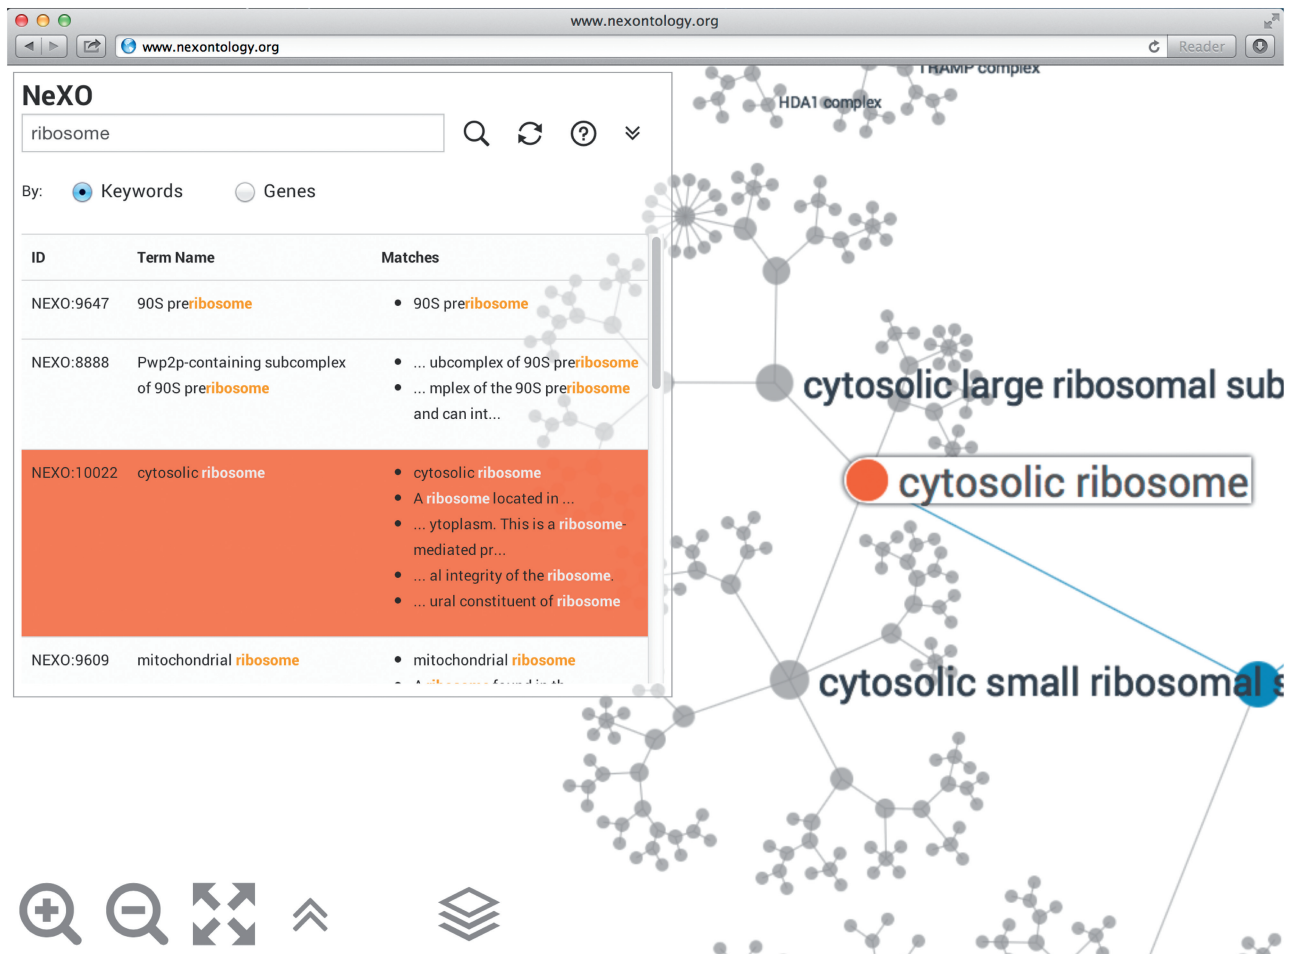 www.nexontology.org
www.nexontology.org
Reader
NeXO
ribosome
By:
Keywords
Genes
ID
Term Name
Matches
NEXO:9647
90S preribosome
• 90S preribosome
NEXO:8888
Pwp2p-containing subcomplex
of 90S preribosome
• ... ubcomplex of 90S preribosome
• ... mplex of the 90S preribosome
and can int...
NEXO:10022
cytosolic ribosome
• cytosolic ribosome
• A ribosome located in ...
• ... ytoplasm. This is a ribosome-
mediated pr...
• ... al integrity of the ribosome.
• ... ural constituent of ribosome
NEXO:9609
mitochondrial ribosome
• mitochondrial ribosome
TRAMP complex
HDA1 complex
cytosolic large ribosomal sub
cytosolic ribosome
cytosolic small ribosomal s